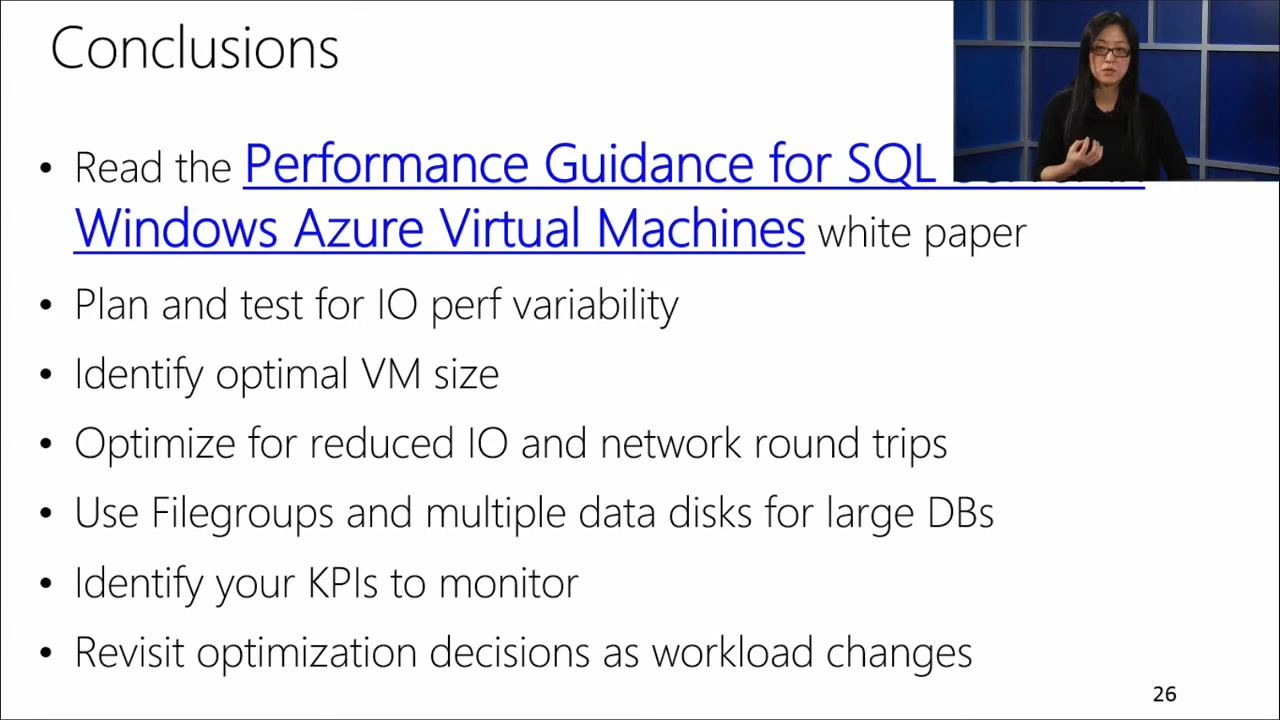 Conclusions
• Read the Performance Guidance for SQL
Windows Azure Virtual Machines white paper
• Plan and test for IO perf variability
• Identify optimal VM size
• Optimize for reduced IO and network round trips
• Use Filegroups and multiple data disks for large DBs
• Identify your KPIs to monitor
• Revisit optimization decisions as workload changes
26